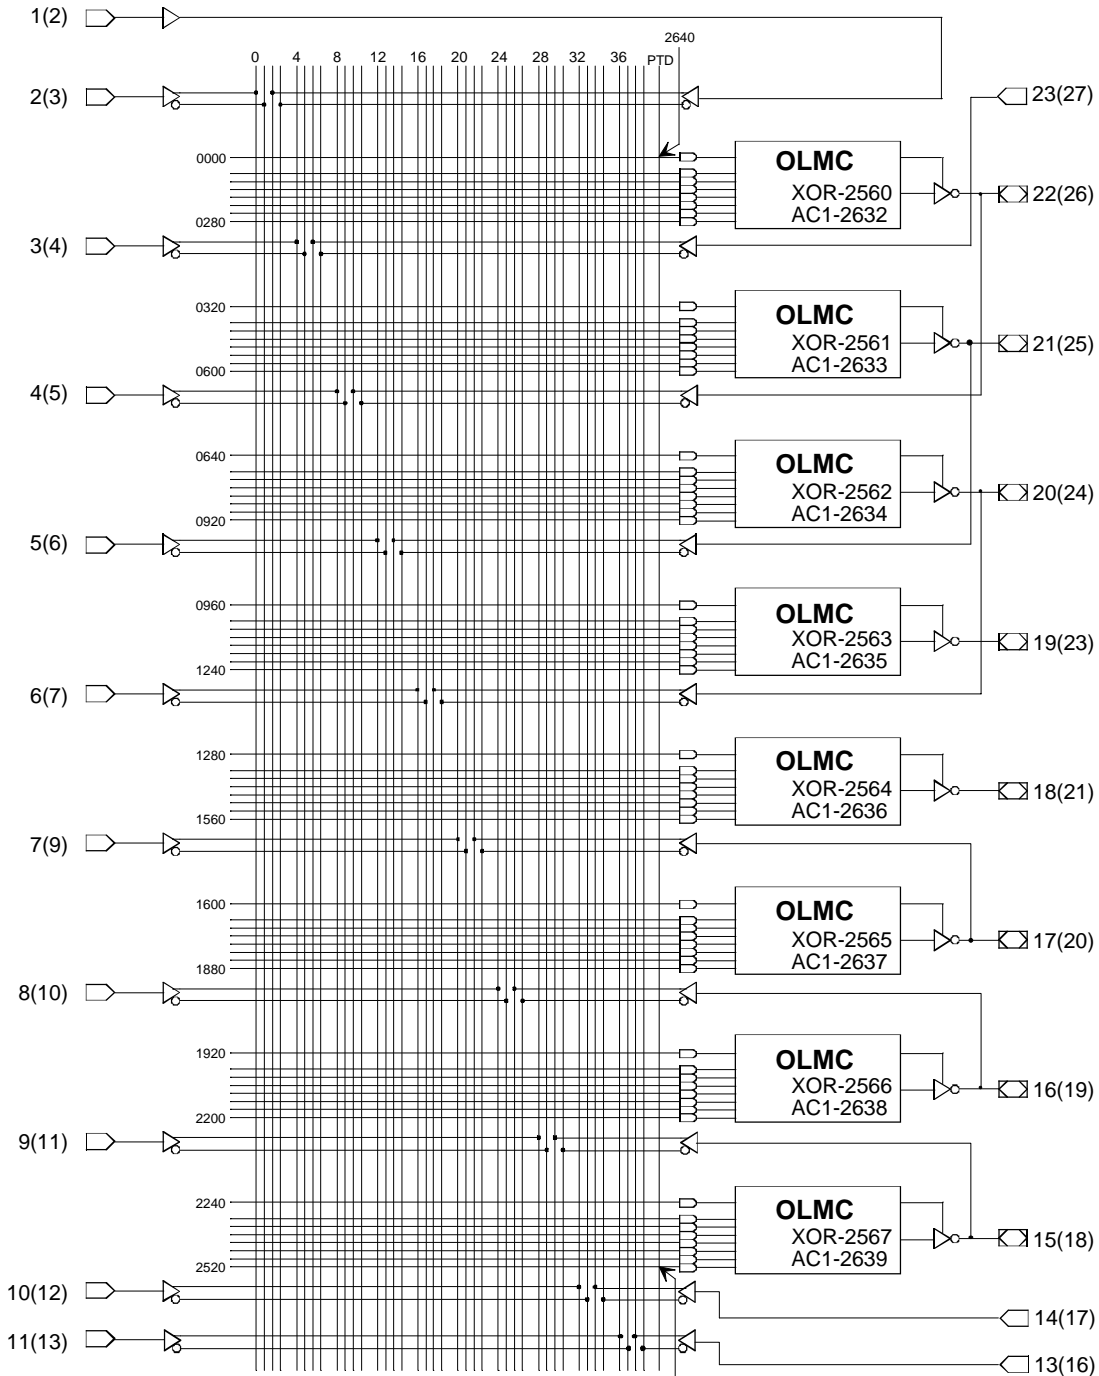 1(2)
2640
0 4 8 12 16 20 24 28 32 36 PTD
2(3)
23(27)
0000
OLMC
XOR-2560
AC1-2632
22(26)
0280
3(4)
0320
OLMC
XOR-2561
AC1-2633
21(25)
0600
4(5)
0640
OLMC
XOR-2562
AC1-2634
20(24)
0920
5(6)
0960
OLMC
XOR-2563
AC1-2635
19(23)
1240
6(7)
1280
OLMC
XOR-2564
AC1-2636
18(21)
1560
7(9)
1600
OLMC
XOR-2565
AC1-2637
17(20)
1880
8(10)
1920
OLMC
XOR-2566
AC1-2638
16(19)
2200
9(11)
2240
OLMC
XOR-2567
AC1-2639
15(18)
2520
10(12)
14(17)
11(13)
13(16)